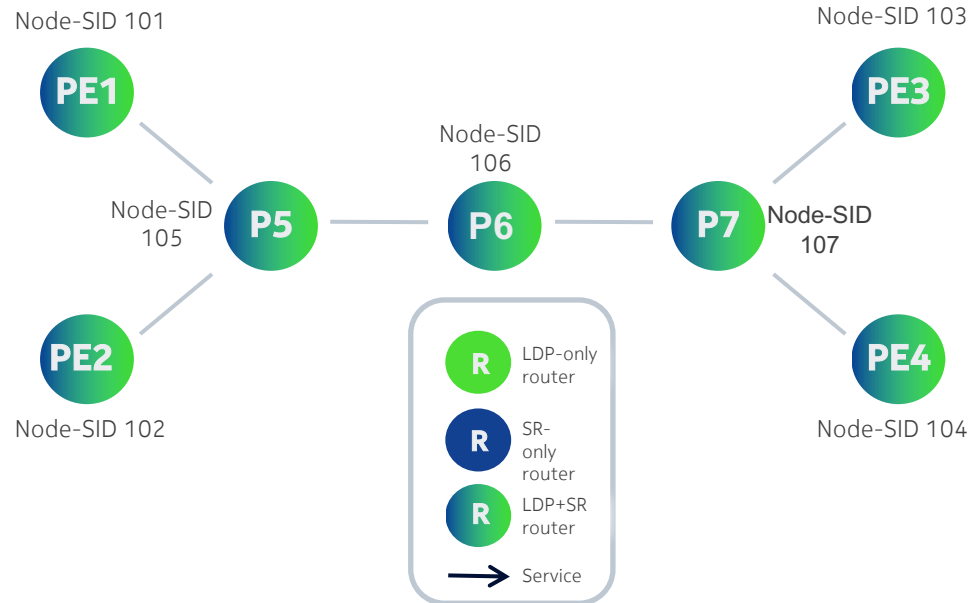 Node-SID 101
PE1
Node-SID 103
PE3
Node-SID
106
Node-SID
105
P5
P6
P7
Node-SID
107
PE2
Node-SID 102
PE4
Node-SID 104
R
LDP-only
router
R
SR-
only
router
R
LDP+SR
router
Service